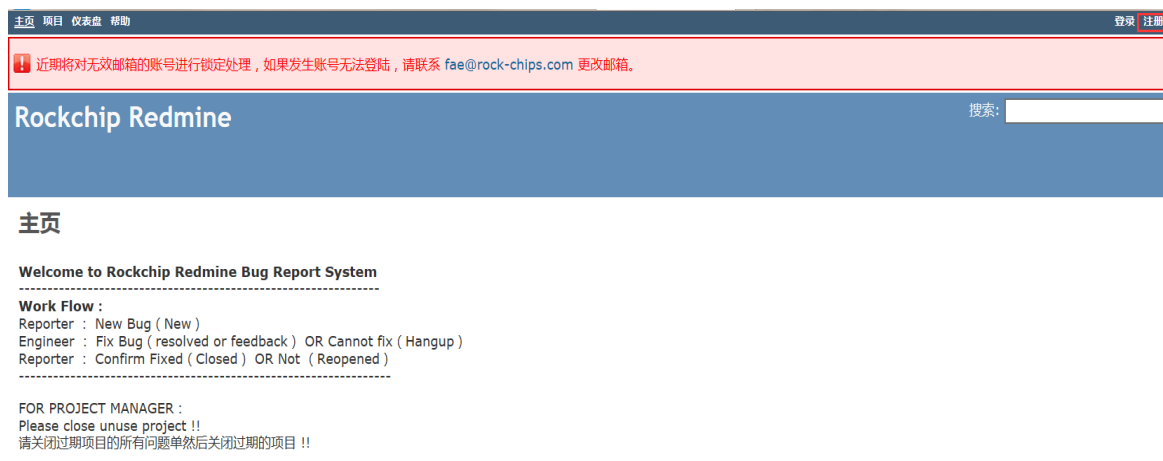 主页 项目 仪表盘 帮助 登录 注册
近期将对无效邮箱的账号进行锁定处理，如果发生账号无法登陆，请联系 fae@rock-chips.com 更改邮箱。
Rockchip Redmine 搜索:
主页
Welcome to Rockchip Redmine Bug Report System
---------------------------------------------------------------
Work Flow :
Reporter : New Bug ( New )
Engineer : Fix Bug ( resolved or feedback ) OR Cannot fix ( Hangup )
Reporter : Confirm Fixed ( Closed ) OR Not ( Reopened )
-----------------------------------------------------------------
FOR PROJECT MANAGER :
Please close unuse project !!
请关闭过期项目的所有问题单然后关闭过期的项目 !!